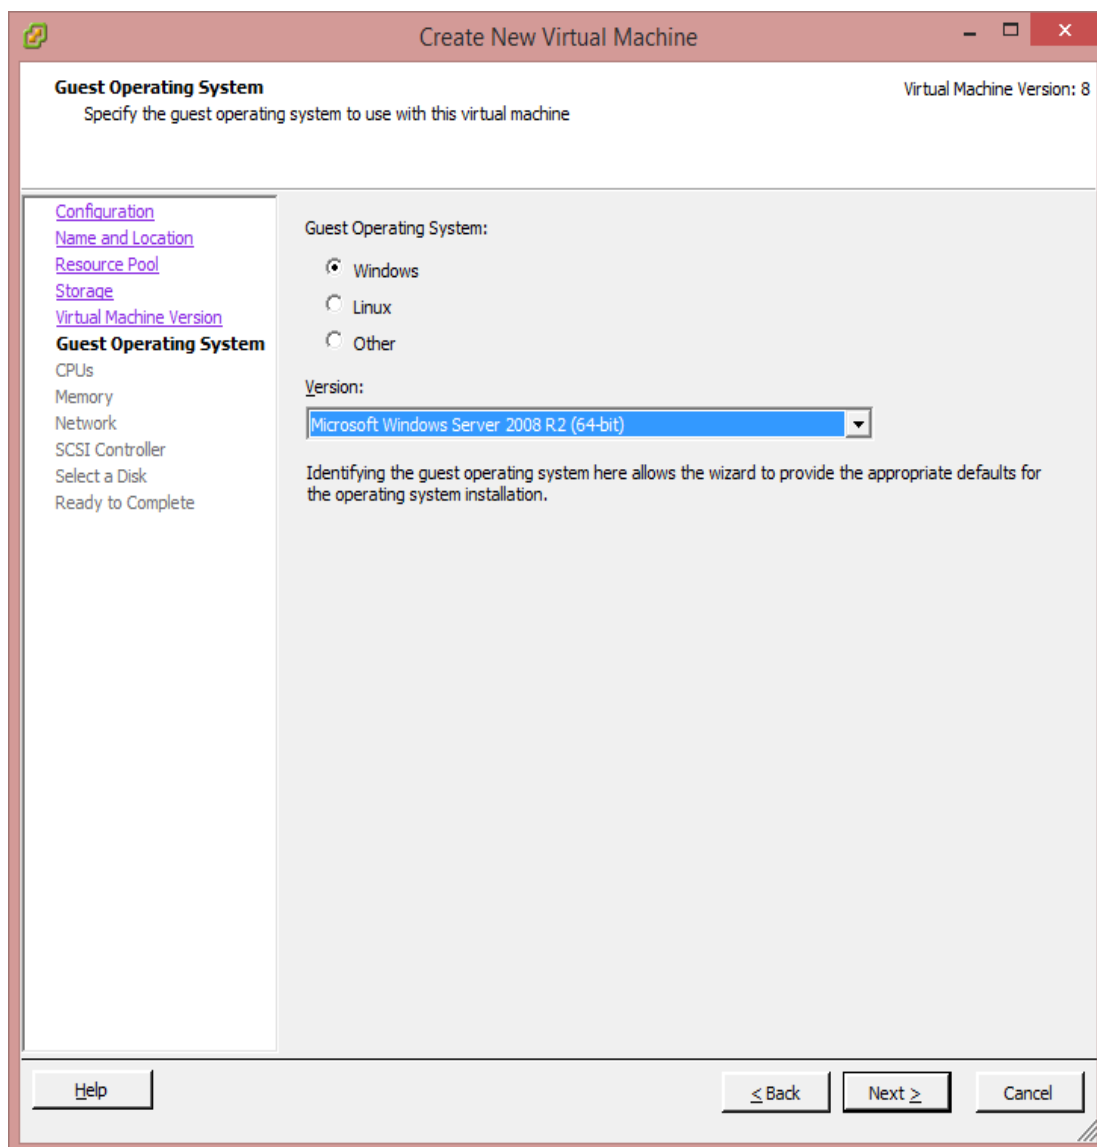 Create New Virtual Machine
Guest Operating System
Virtual Machine Version: 8
Specify the guest operating system to use with this virtual machine
Configuration
Name and Location
Resource Pool
Storage
Virtual Machine Version
Guest Operating System
CPUs
Memory
Network
SCSI Controller
Select a Disk
Ready to Complete
Guest Operating System:
Windows
Linux
Other
Version:
Microsoft Windows Server 2008 R2 (64-bit)
Identifying the guest operating system here allows the wizard to provide the appropriate defaults for
the operating system installation.
Help
< Back
Next >
Cancel